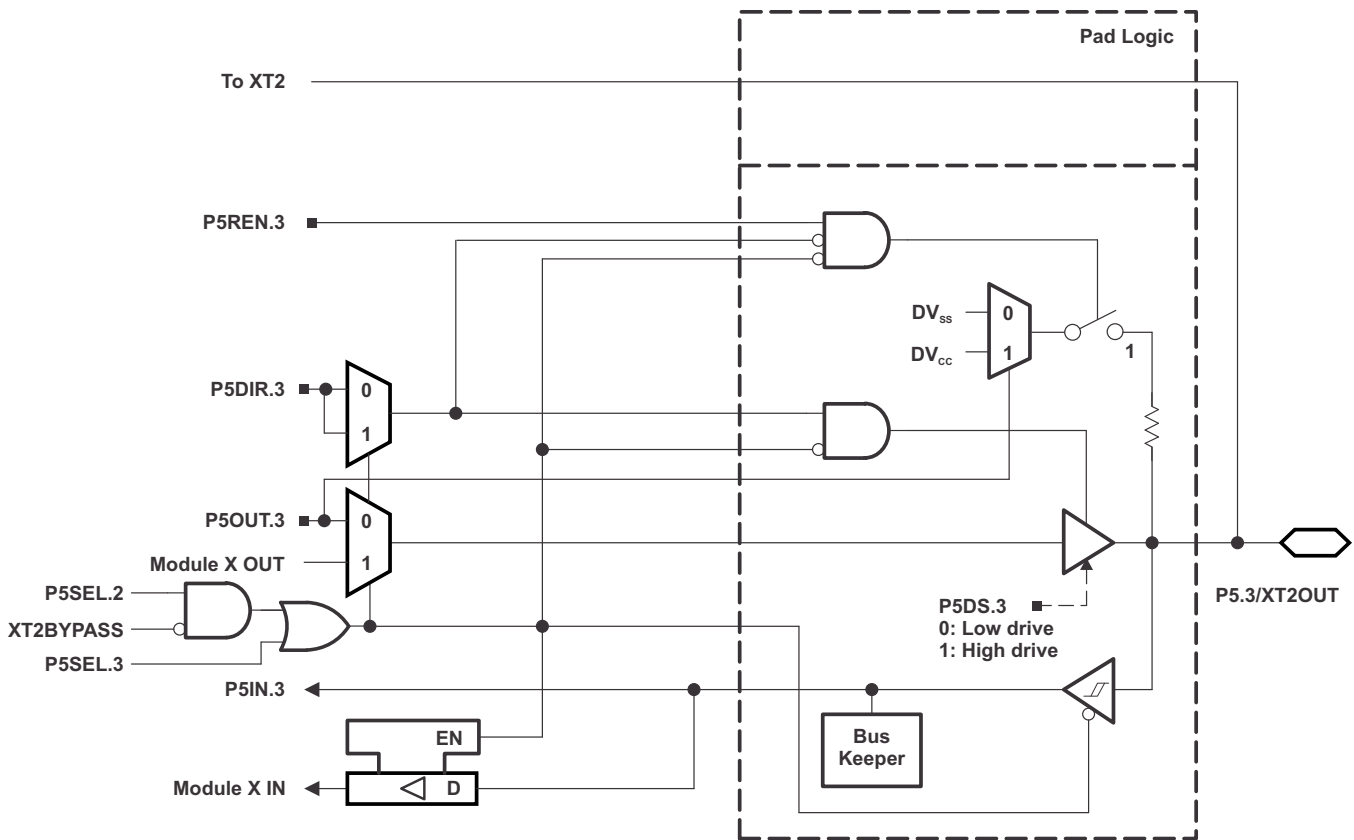 Pad Logic
To XT2
P5REN.3
DVSS
0
DVCC
1
1
P5DIR.3
0
1
P5OUT.3
0
Module X OUT
1
P5SEL.2
XT2BYPASS
P5SEL.3
P5DS.3
0: Low drive
1: High drive
P5.3/XT2OUT
P5IN.3
Bus
Keeper
EN
Module X IN
D